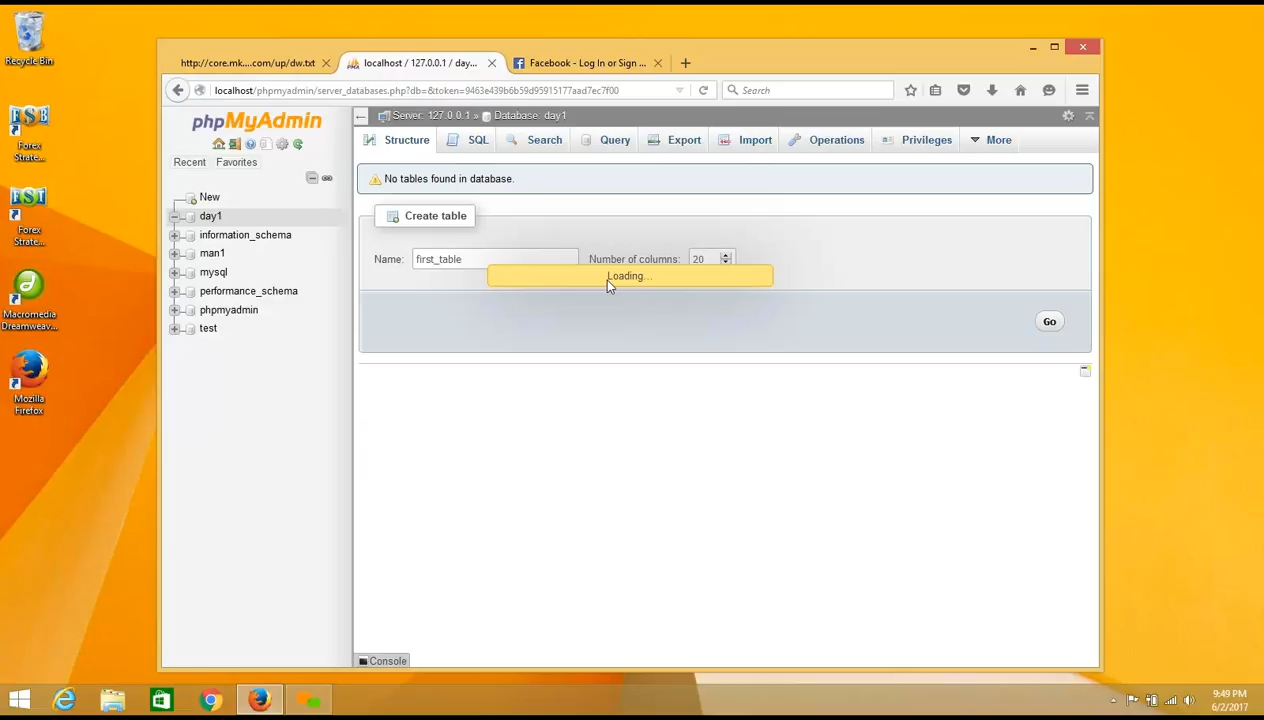 Recycle Bin
Forex
Strate...
Forex
Strate...
Macromedia
Dreamweav...
Mozilla
Firefox
http://core.mk....com/up/dw.txt
localhost / 127.0.0.1 / day...
Facebook - Log In or Sign ...
localhost/phpmyadmin/server_databases.php?db=&token=9463e439b6b59d95915177aad7ec7f00
Search
phpMyAdmin
Recent Favorites
New
day1
information_schema
man1
mysql
performance_schema
phpmyadmin
test
Server: 127.0.0.1 » Database: day1
Structure SQL Search Query Export Import Operations Privileges More
No tables found in database.
Create table
Name: first_table Number of columns: 20
Loading...
Go
Console
9:49 PM
6/2/2017